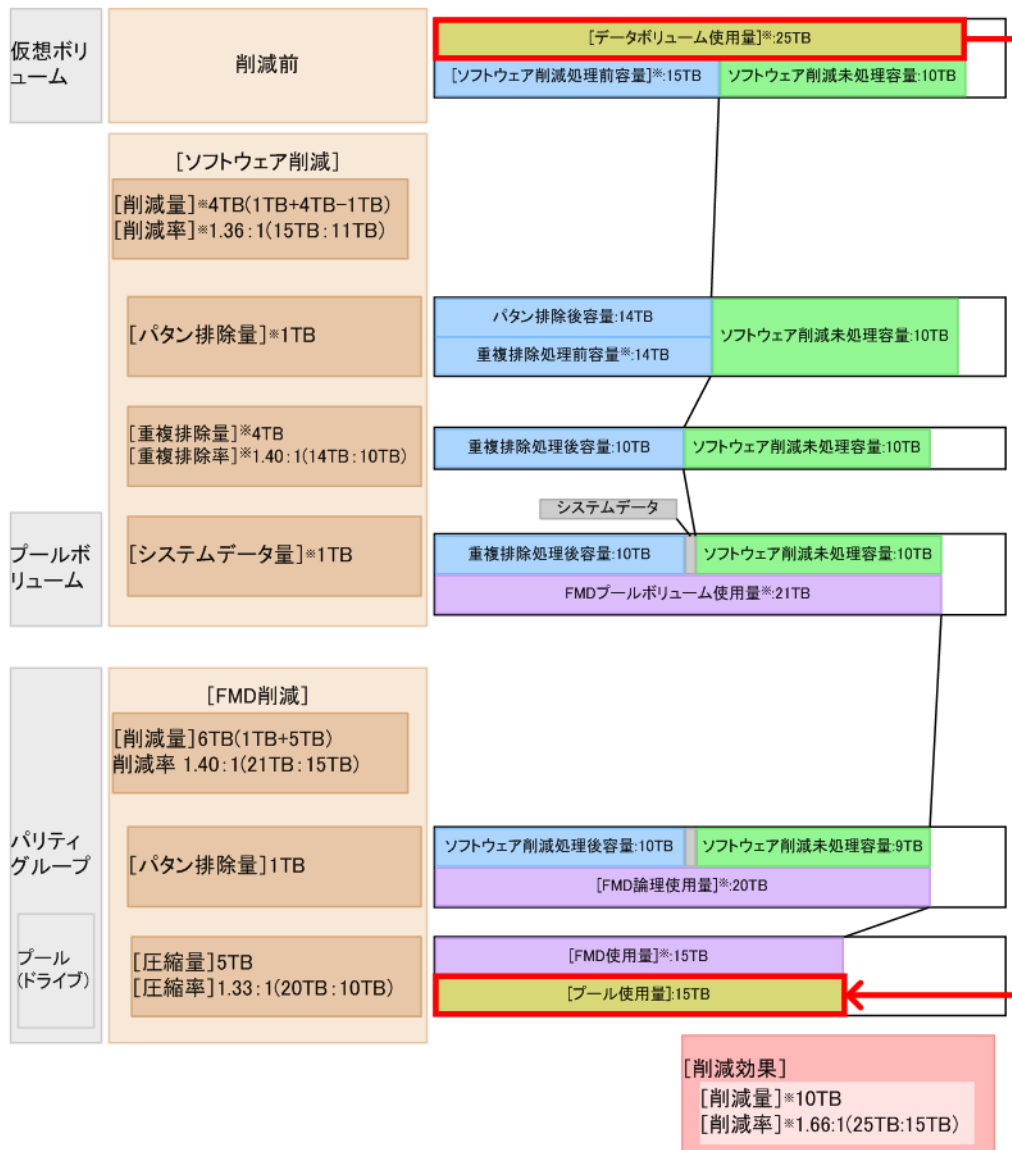 仮想ボリ
ューム
削減前
[データボリューム使用量]※:25TB
[ソフトウェア削減処理前容量]※:15TB
ソフトウェア削減未処理容量:10TB
[ソフトウェア削減]
[削減量]※4TB(1TB+4TB-1TB)
[削減率]※1.36:1(15TB:11TB)
[パタン排除量]※1TB
パタン排除後容量:14TB
重複排除処理前容量※:14TB
ソフトウェア削減未処理容量:10TB
[重複排除量]※4TB
[重複排除率]※1.40:1(14TB:10TB)
重複排除処理後容量:10TB
ソフトウェア削減未処理容量:10TB
システムデータ
プールボ
リューム
[システムデータ量]※1TB
重複排除処理後容量:10TB
ソフトウェア削減未処理容量:10TB
FMDプールボリューム使用量※:21TB
[FMD削減]
[削減量]6TB(1TB+5TB)
削減率 1.40:1(21TB:15TB)
パリティ
グループ
[パタン排除量]1TB
ソフトウェア削減処理後容量:10TB
ソフトウェア削減未処理容量:9TB
[FMD論理使用量]※:20TB
プール
(ドライブ)
[圧縮量]5TB
[圧縮率]1.33:1(20TB:10TB)
[FMD使用量]※:15TB
[プール使用量]:15TB
[削減効果]
[削減量]※10TB
[削減率]※1.66:1(25TB:15TB)